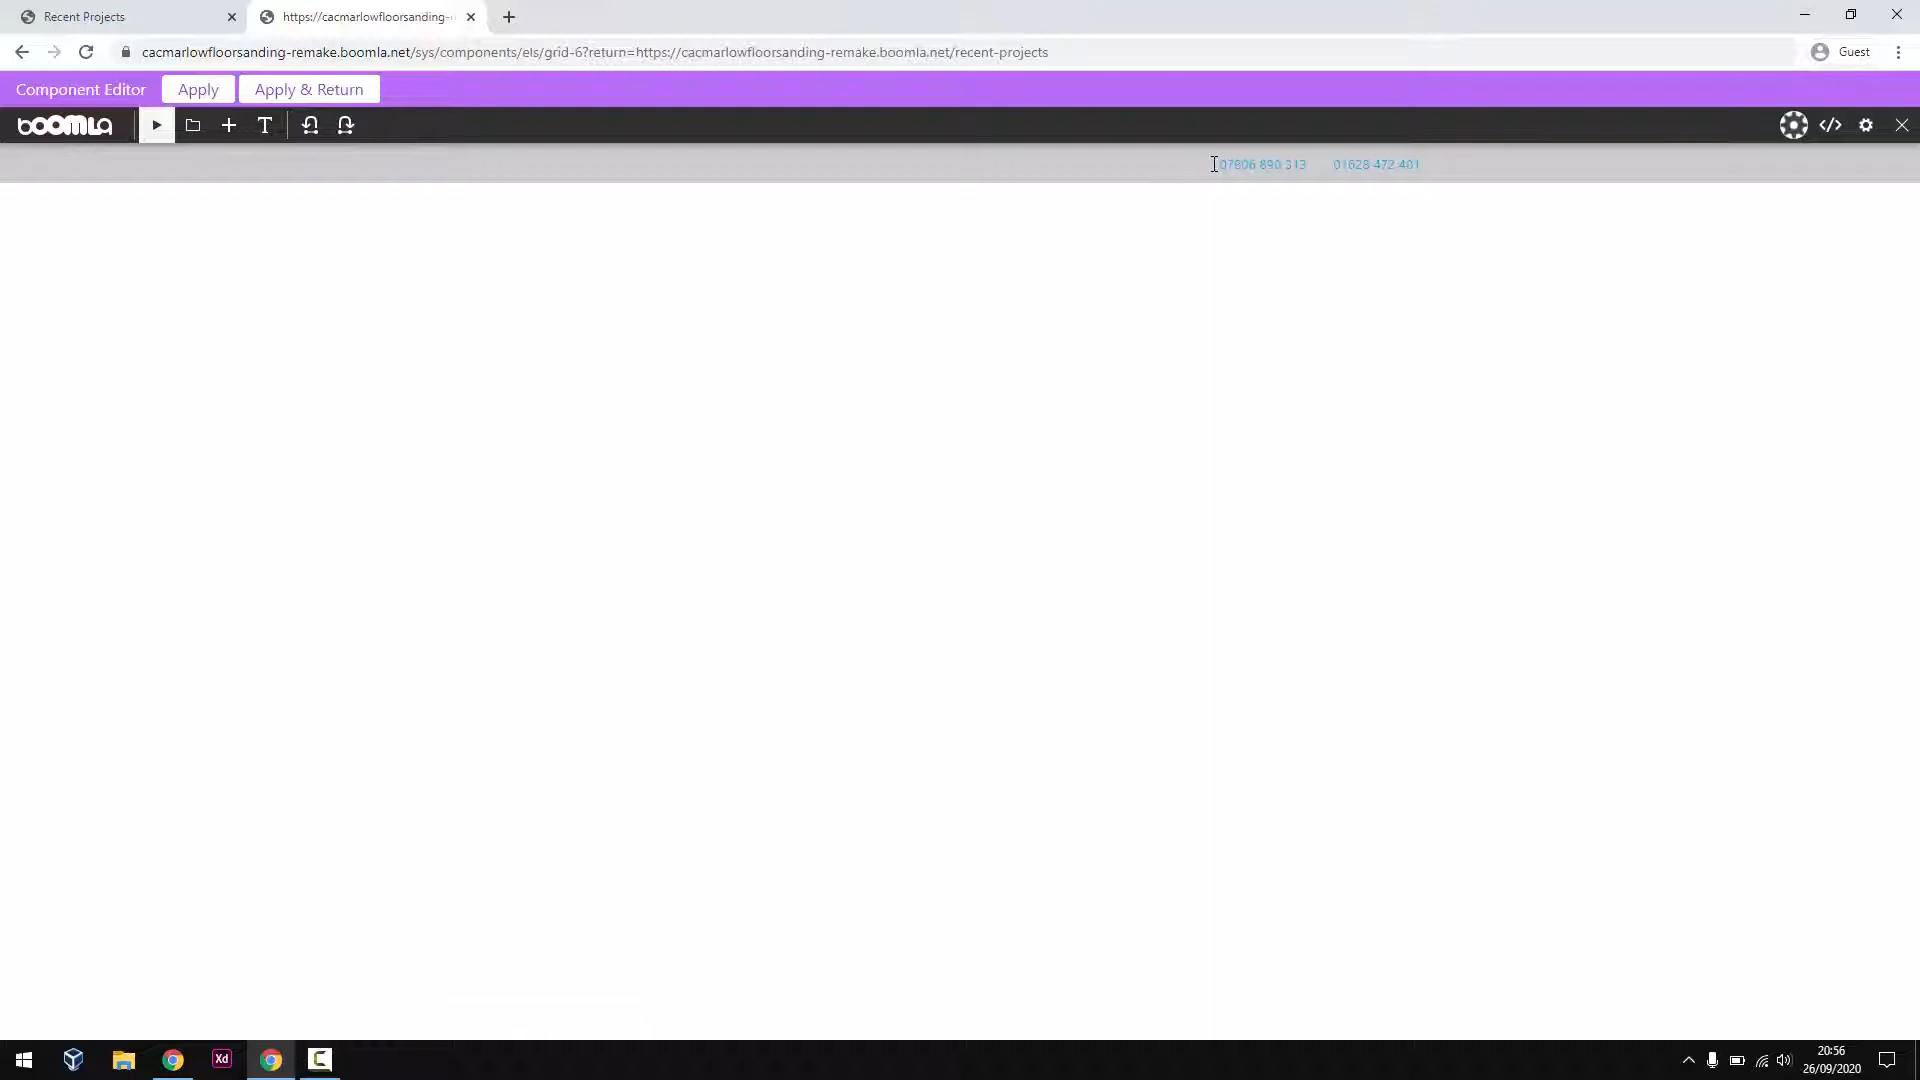 Recent Projects
https://cacmarlowfloorsanding-
cacmarlowfloorsanding-remake.boomla.net/sys/components/els/grid-6?return=https://cacmarlowfloorsanding-remake.boomla.net/recent-projects
Guest
Component Editor Apply Apply & Return
boomla T </>
07806 890 313 01628 472 401
Xd
20:56
26/09/2020